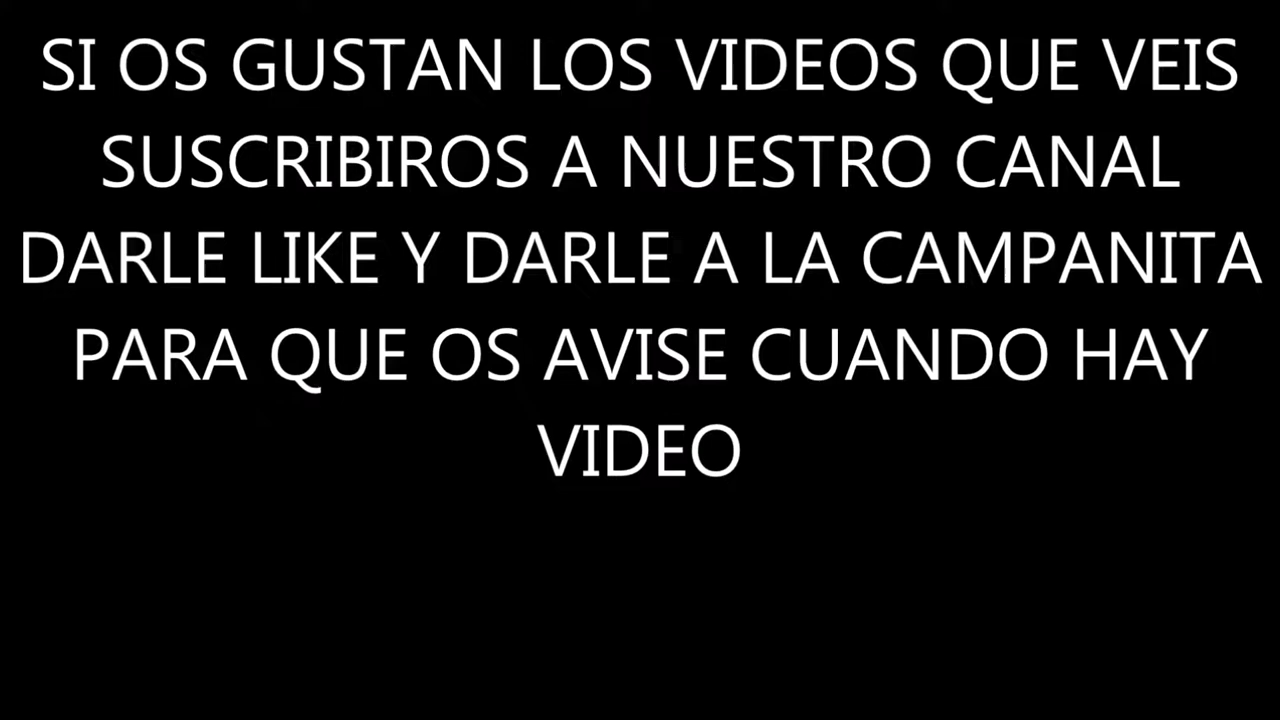 SI OS GUSTAN LOS VIDEOS QUE VEIS
SUSCRIBIROS A NUESTRO CANAL
DARLE LIKE Y DARLE A LA CAMPANITA
PARA QUE OS AVISE CUANDO HAY
VIDEO